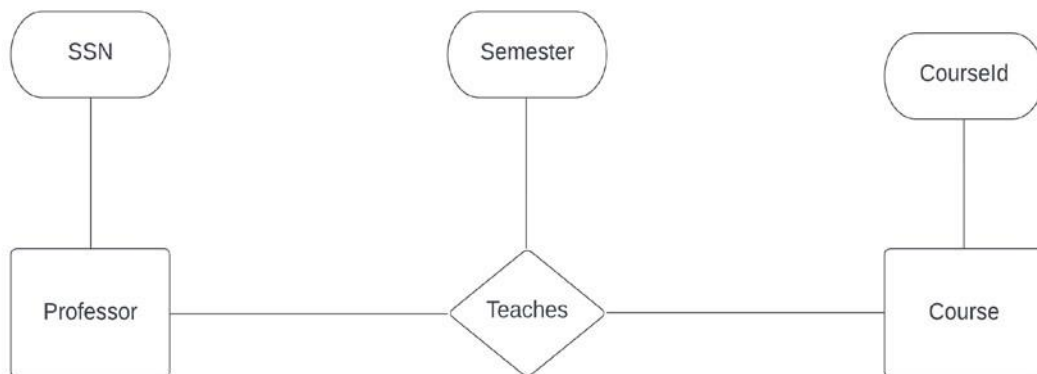 SSN
Semester
CourseId
Professor
Teaches
Course